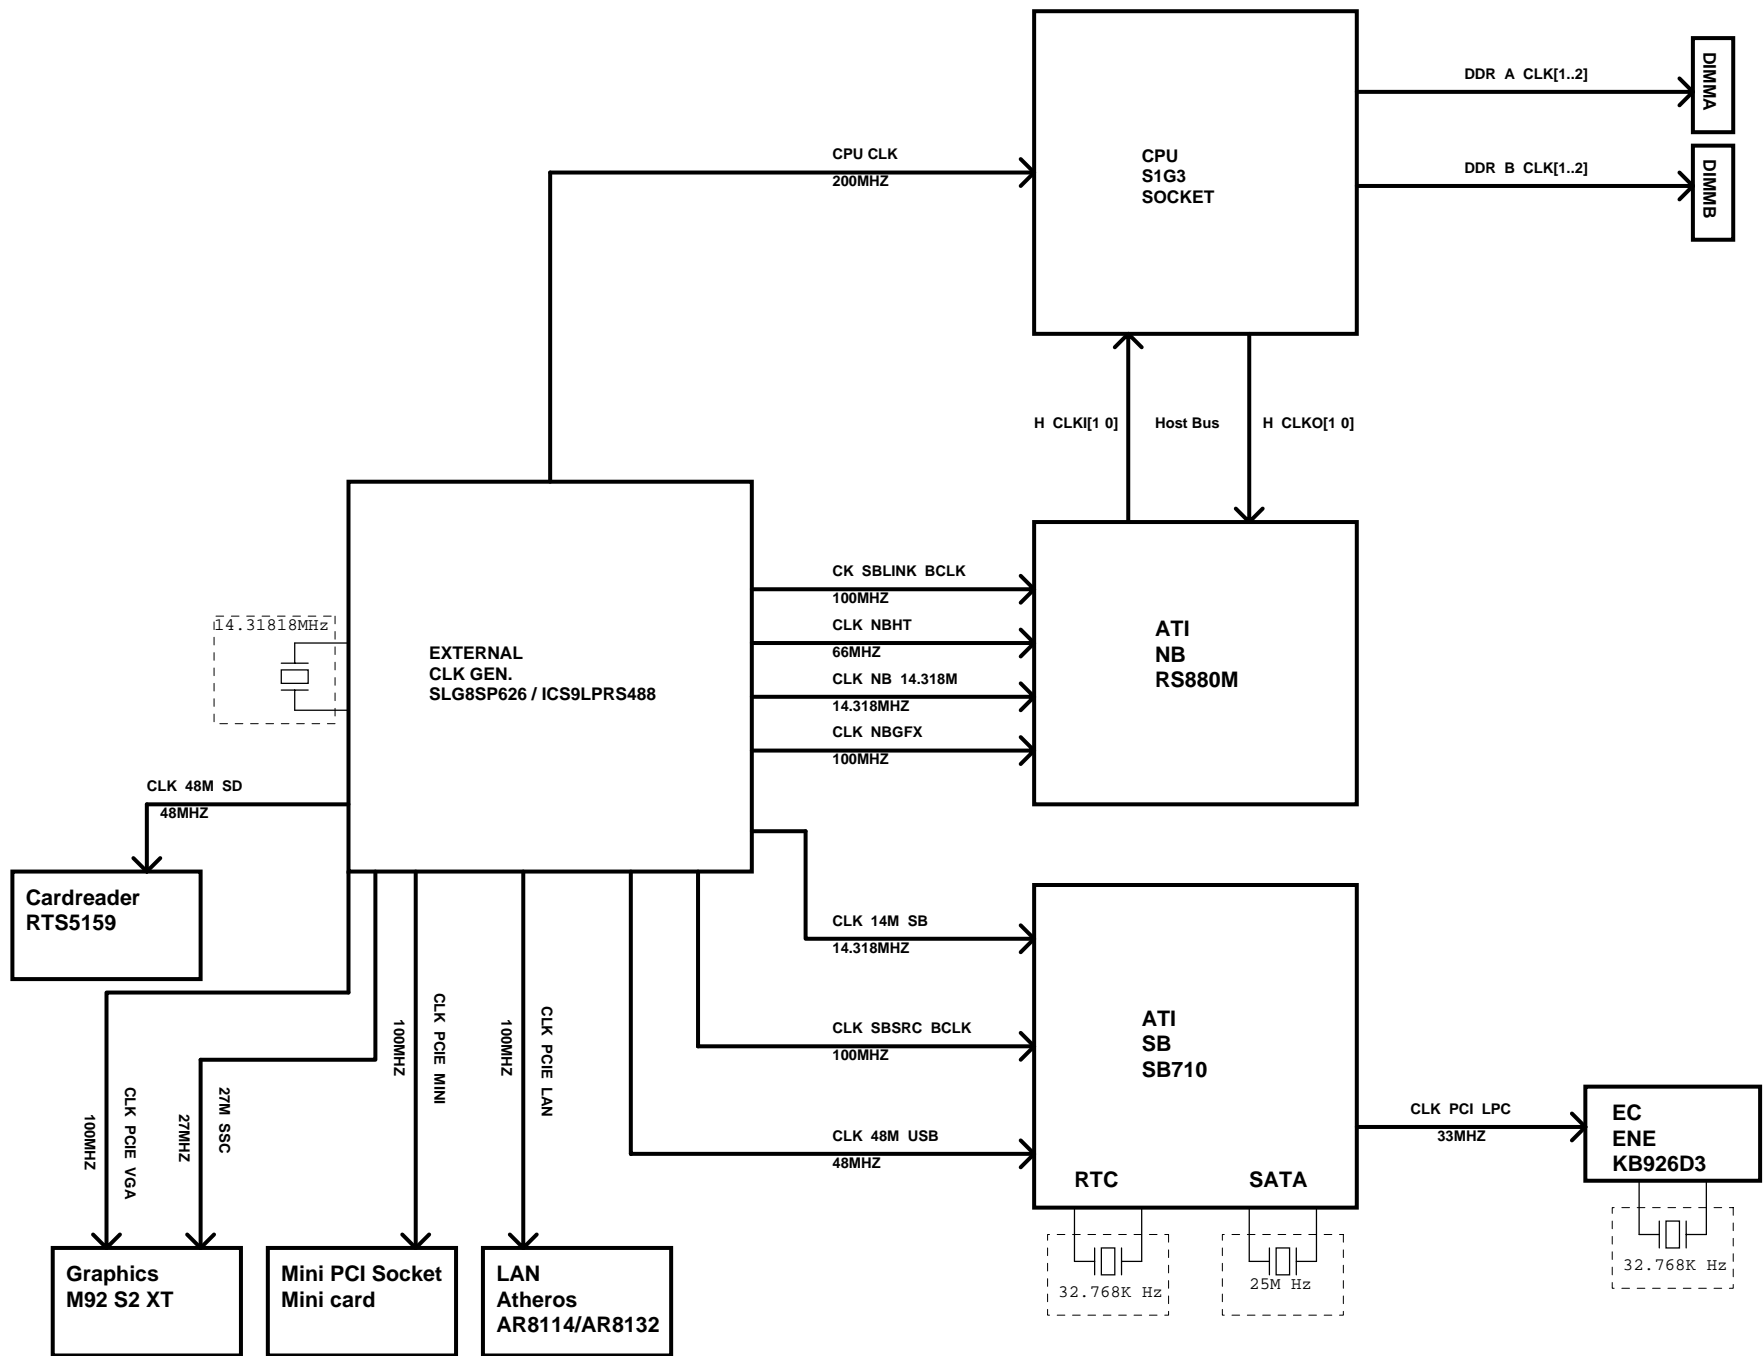 DDR A CLK[1..2]
DIMMA
CPU CLK
200MHZ
CPU
S1G3
SOCKET
DDR B CLK[1..2]
DIMMB
H CLKI[1 0]
Host Bus
H CLKO[1 0]
14.31818MHz
EXTERNAL
CLK GEN.
SLG8SP626 / ICS9LPRS488
CK SBLINK BCLK
100MHZ
CLK NBHT
66MHZ
CLK NB 14.318M
14.318MHZ
CLK NBGFX
100MHZ
ATI
NB
RS880M
CLK 48M SD
48MHZ
Cardreader
RTS5159
CLK 14M SB
14.318MHZ
CLK SBSRC BCLK
100MHZ
CLK 48M USB
48MHZ
ATI
SB
SB710
RTC
SATA
CLK PCI LPC
33MHZ
EC
ENE
KB926D3
CLK PCIE VGA
100MHZ
27M SSC
27MHZ
CLK PCIE MINI
100MHZ
CLK PCIE LAN
100MHZ
Graphics
M92 S2 XT
Mini PCI Socket
Mini card
LAN
Atheros
AR8114/AR8132
32.768K Hz
25M Hz
32.768K Hz